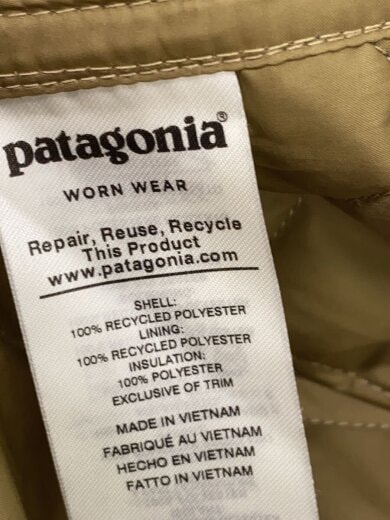 patagonia®
WORN WEAR
Repair, Reuse, Recycle
This Product
www.patagonia.com
SHELL:
100% RECYCLED POLYESTER
LINING:
100% RECYCLED POLYESTER
INSULATION:
100% POLYESTER
EXCLUSIVE OF TRIM
MADE IN VIETNAM
FABRIQUÉ AU VIETNAM
HECHO EN VIETNAM
FATTO IN VIETNAM